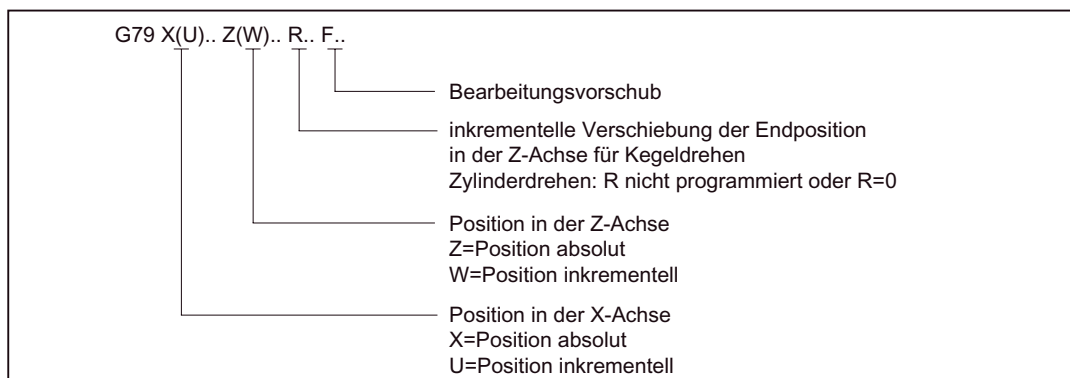 G79 X(U).. Z(W).. R.. F..
Bearbeitungsvorschub
inkrementelle Verschiebung der Endposition
in der Z-Achse für Kegeldrehen
Zylinderdrehen: R nicht programmiert oder R=0
Position in der Z-Achse
Z=Position absolut
W=Position inkrementell
Position in der X-Achse
X=Position absolut
U=Position inkrementell